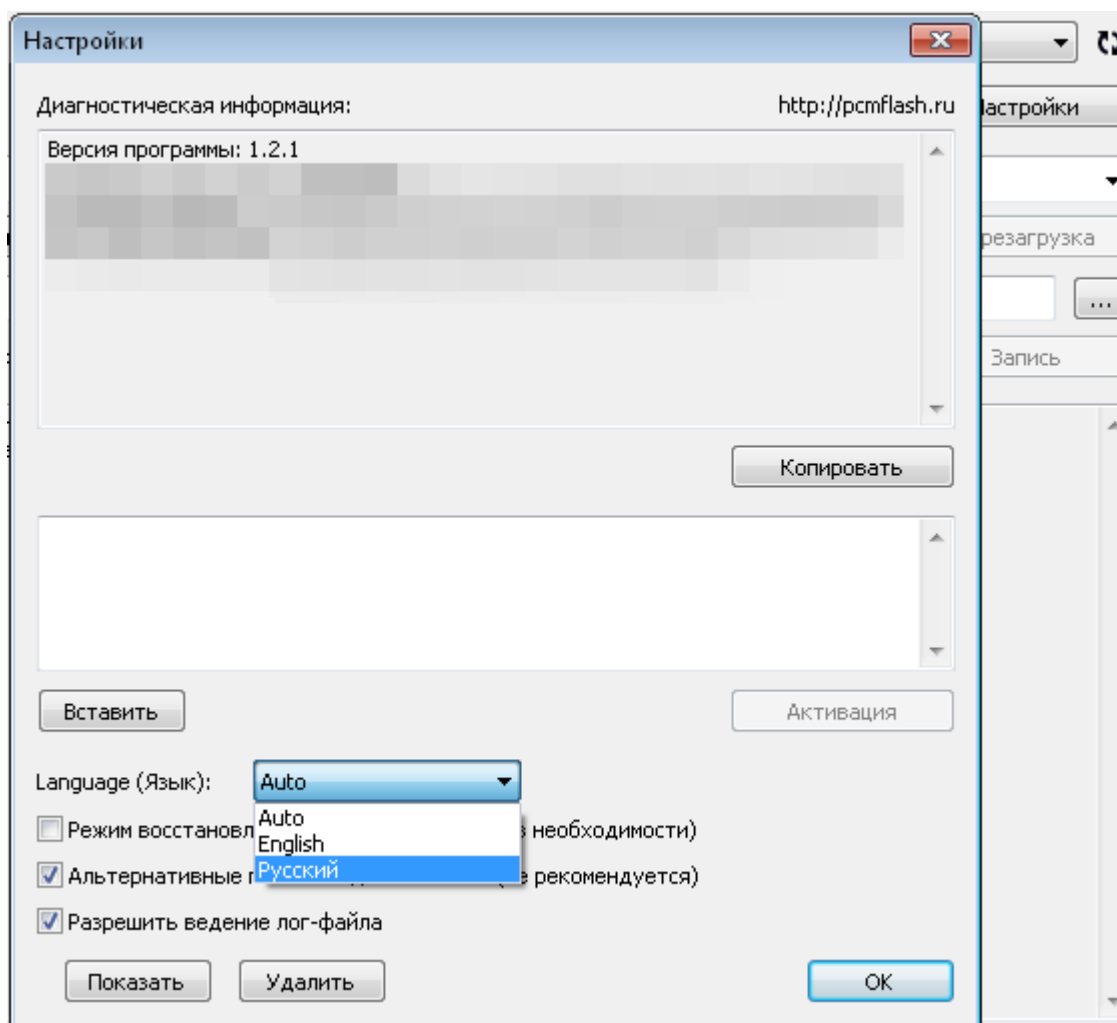 Настройки
Диагностическая информация: http://pcmflash.ru
Настройки
Версия программы: 1.2.1
резагрузка
...
Запись
Копировать
Вставить Активация
Language (Язык): Auto
Auto
Режим восстановл необходимости)
English
Русский
Альтернативные рекомендуется)
Разрешить ведение лог-файла
Показать Удалить OK